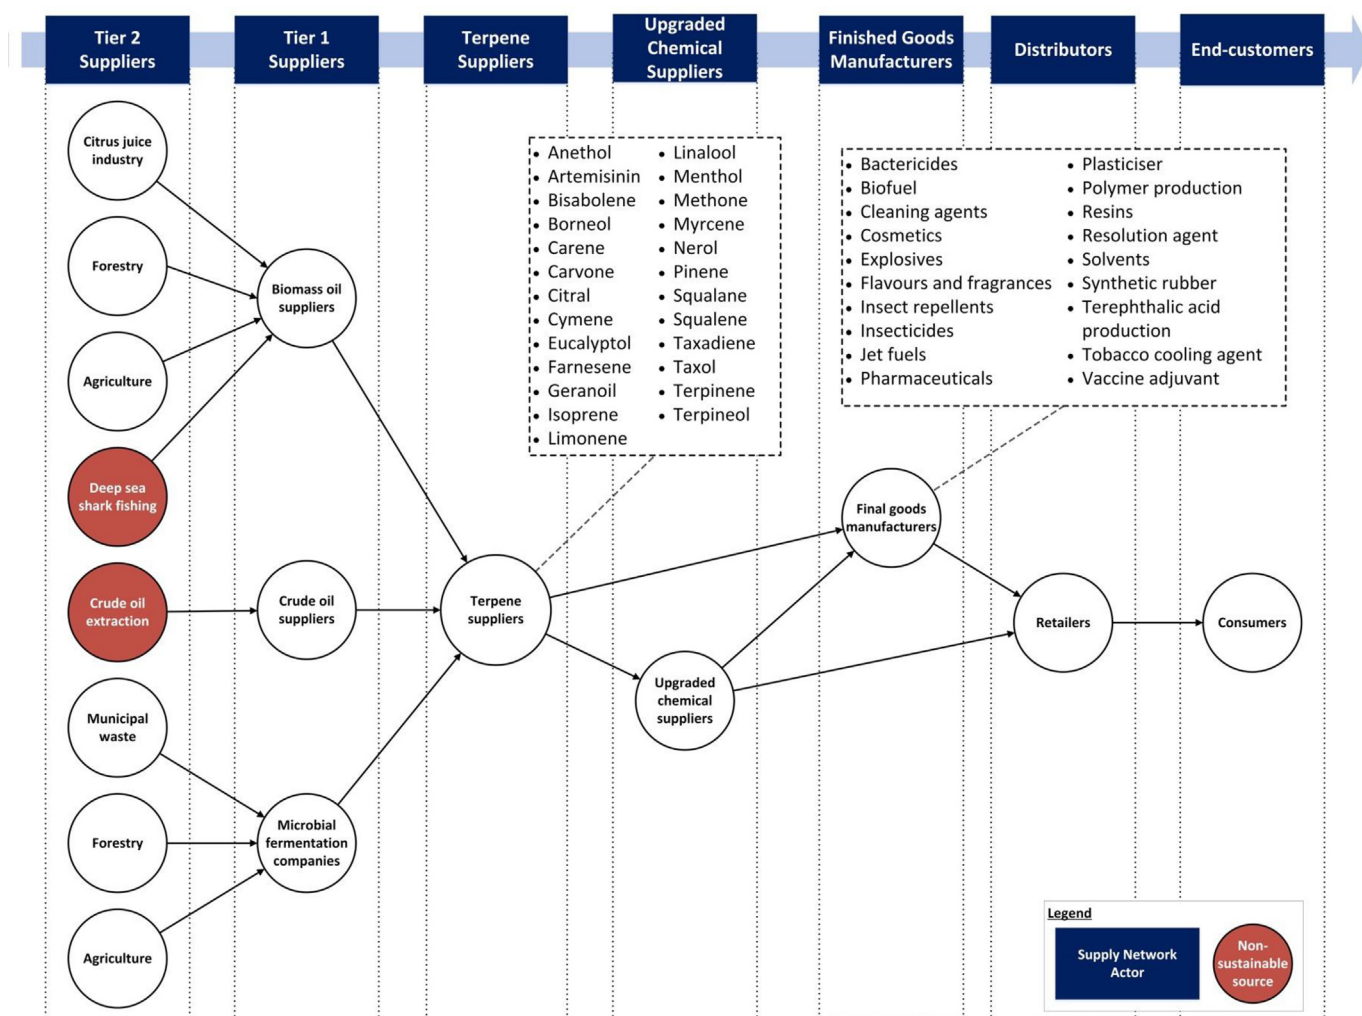 Tier 2
Suppliers
Tier 1
Suppliers
Terpene
Suppliers
Upgraded
Chemical
Suppliers
Finished Goods
Manufacturers
Distributors
End-customers
Citrus juice
industry
Forestry
Agriculture
Deep sea
shark fishing
Crude oil
extraction
Municipal
waste
Forestry
Agriculture
Biomass oil
suppliers
Crude oil
suppliers
Microbial
fermentation
companies
Terpene
suppliers
• Anethol
• Artemisinin
• Bisabolene
• Borneol
• Carene
• Carvone
• Citral
• Cymene
• Eucalyptol
• Farnesene
• Geranoil
• Isoprene
• Limonene
• Linalool
• Menthol
• Methone
• Myrcene
• Nerol
• Pinene
• Squalane
• Squalene
• Taxadiene
• Taxol
• Terpinene
• Terpineol
Upgraded
chemical
suppliers
• Bactericides
• Biofuel
• Cleaning agents
• Cosmetics
• Explosives
• Flavours and fragrances
• Insect repellents
• Insecticides
• Jet fuels
• Pharmaceuticals
• Plasticiser
• Polymer production
• Resins
• Resolution agent
• Solvents
• Synthetic rubber
• Terephthalic acid
production
• Tobacco cooling agent
• Vaccine adjuvant
Final goods
manufacturers
Retailers
Consumers
Legend
Supply Network
Actor
Non-
sustainable
source